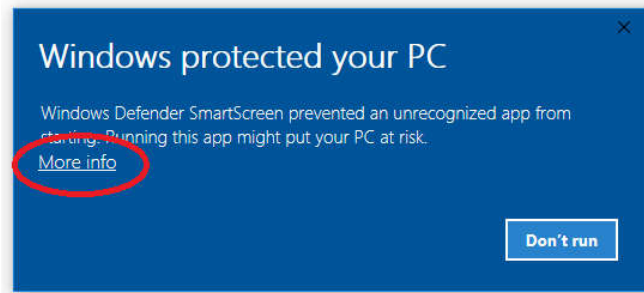 Windows protected your PC
Windows Defender SmartScreen prevented an unrecognized app from
starting. Running this app might put your PC at risk.
More info
Don't run